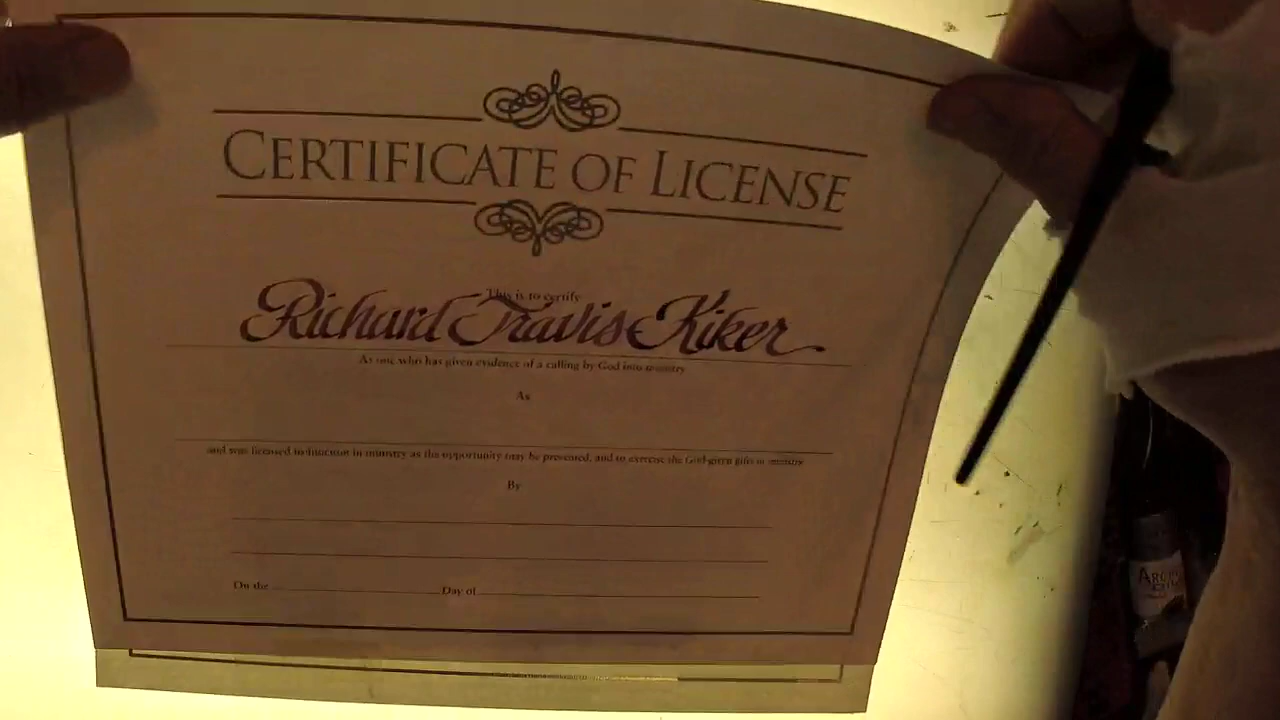 CERTIFICATE OF LICENSE
This is to certify
Richard Travis Kiker
As one who has given evidence of a calling by God into ministry
As
and was licensed to function in ministry as the opportunity may be presented, and to exercise the God given gifts in ministry
By
On the Day of